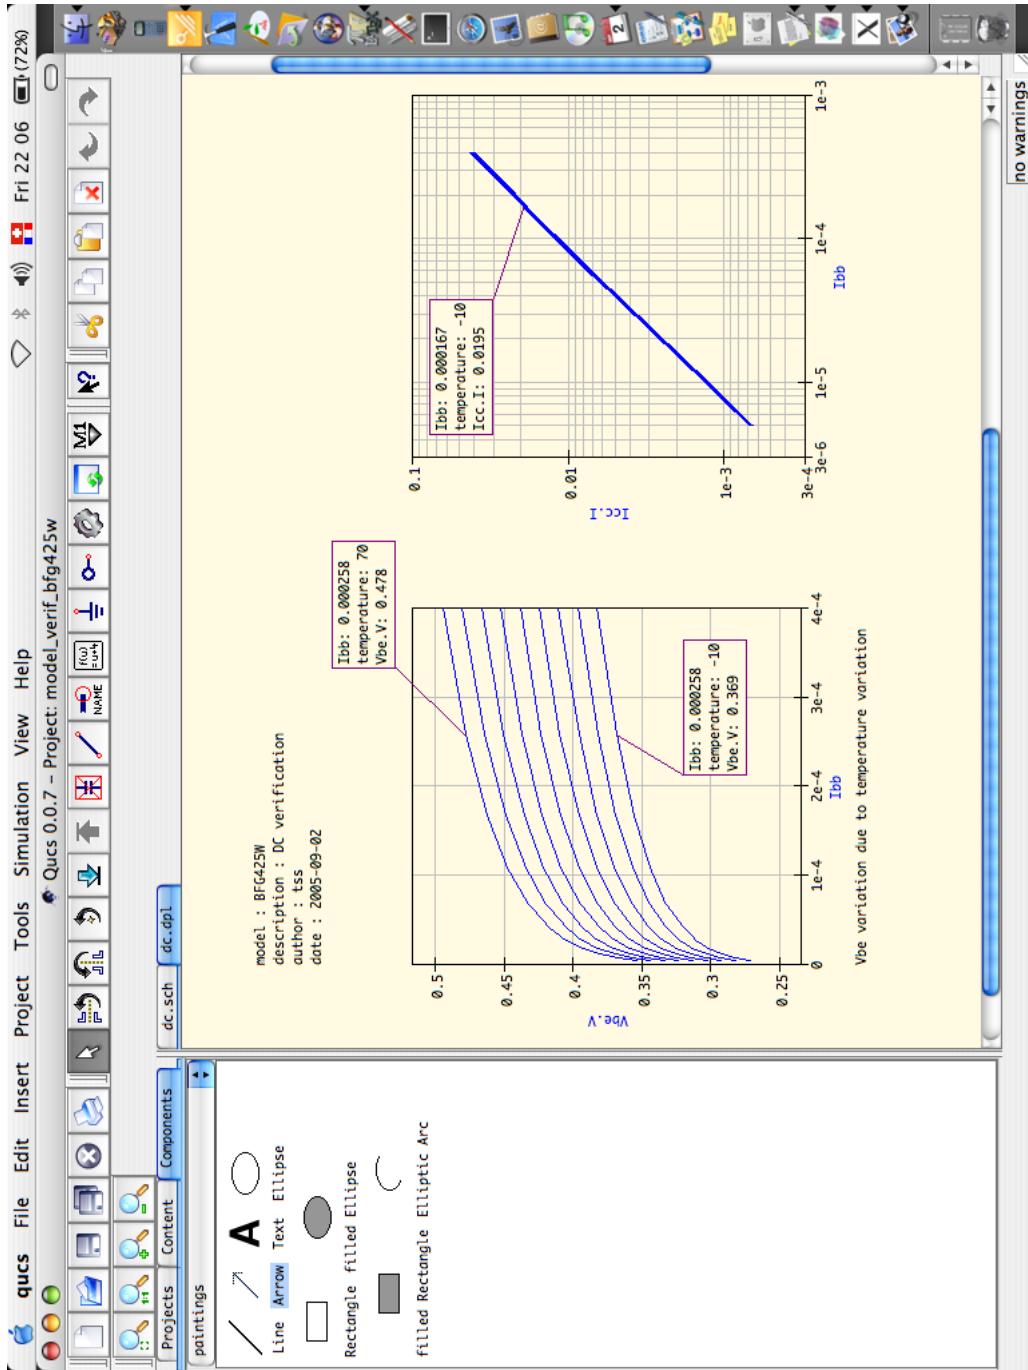 qucs File Edit Insert Project Tools Simulation View Help (72%) Fri 22 06
Qucs 0.0.7 – Project: model_verif_bfg425w
NAME
f(u)
=u+4
M1
1:1
2
Projects Content Components
paintings
Line Arrow Text Ellipse
Rectangle filled Ellipse
filled Rectangle Elliptic Arc
dc.sch dc.dpl
model : BFG425W
description : DC verification
author : tss
date : 2005-09-02
Ibb: 0.000258
temperature: 70
Vbe.V: 0.478
Ibb: 0.000258
temperature: -10
Vbe.V: 0.369
0.5
0.45
0.4
0.35
0.3
0.25
Vbe.V
0 1e-4 2e-4 3e-4 4e-4
Ibb
Vbe variation due to temperature variation
Ibb: 0.000167
temperature: -10
Icc.I: 0.0195
0.1
0.01
1e-3
3e-4
Icc.I
3e-6 1e-5 1e-4 1e-3
Ibb
no warnings